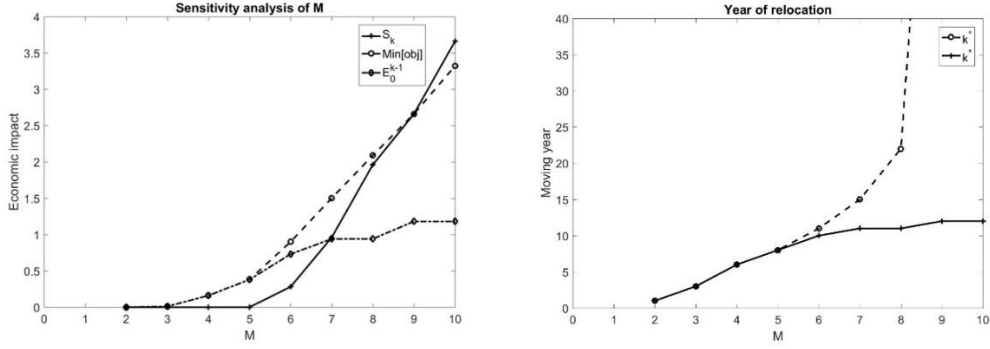 Sensitivity analysis of M
Economic impact
4
3.5
3
2.5
2
1.5
1
0.5
0
0 1 2 3 4 5 6 7 8 9 10
M
S_k
Min[obj]
E_0^{k-1}
Year of relocation
Moving year
40
35
30
25
20
15
10
5
0
0 1 2 3 4 5 6 7 8 9 10
M